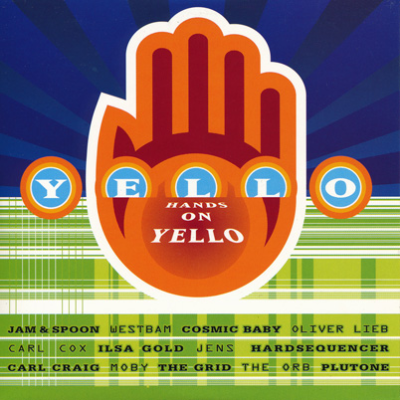 YELLO
HANDS
ON
YELLO
JAM & SPOON WESTBAM COSMIC BABY OLIVER LIEB
CARL COX ILSA GOLD JENS HARDSEQUENCER
CARL CRAIG MOBY THE GRID THE ORB PLUTONE